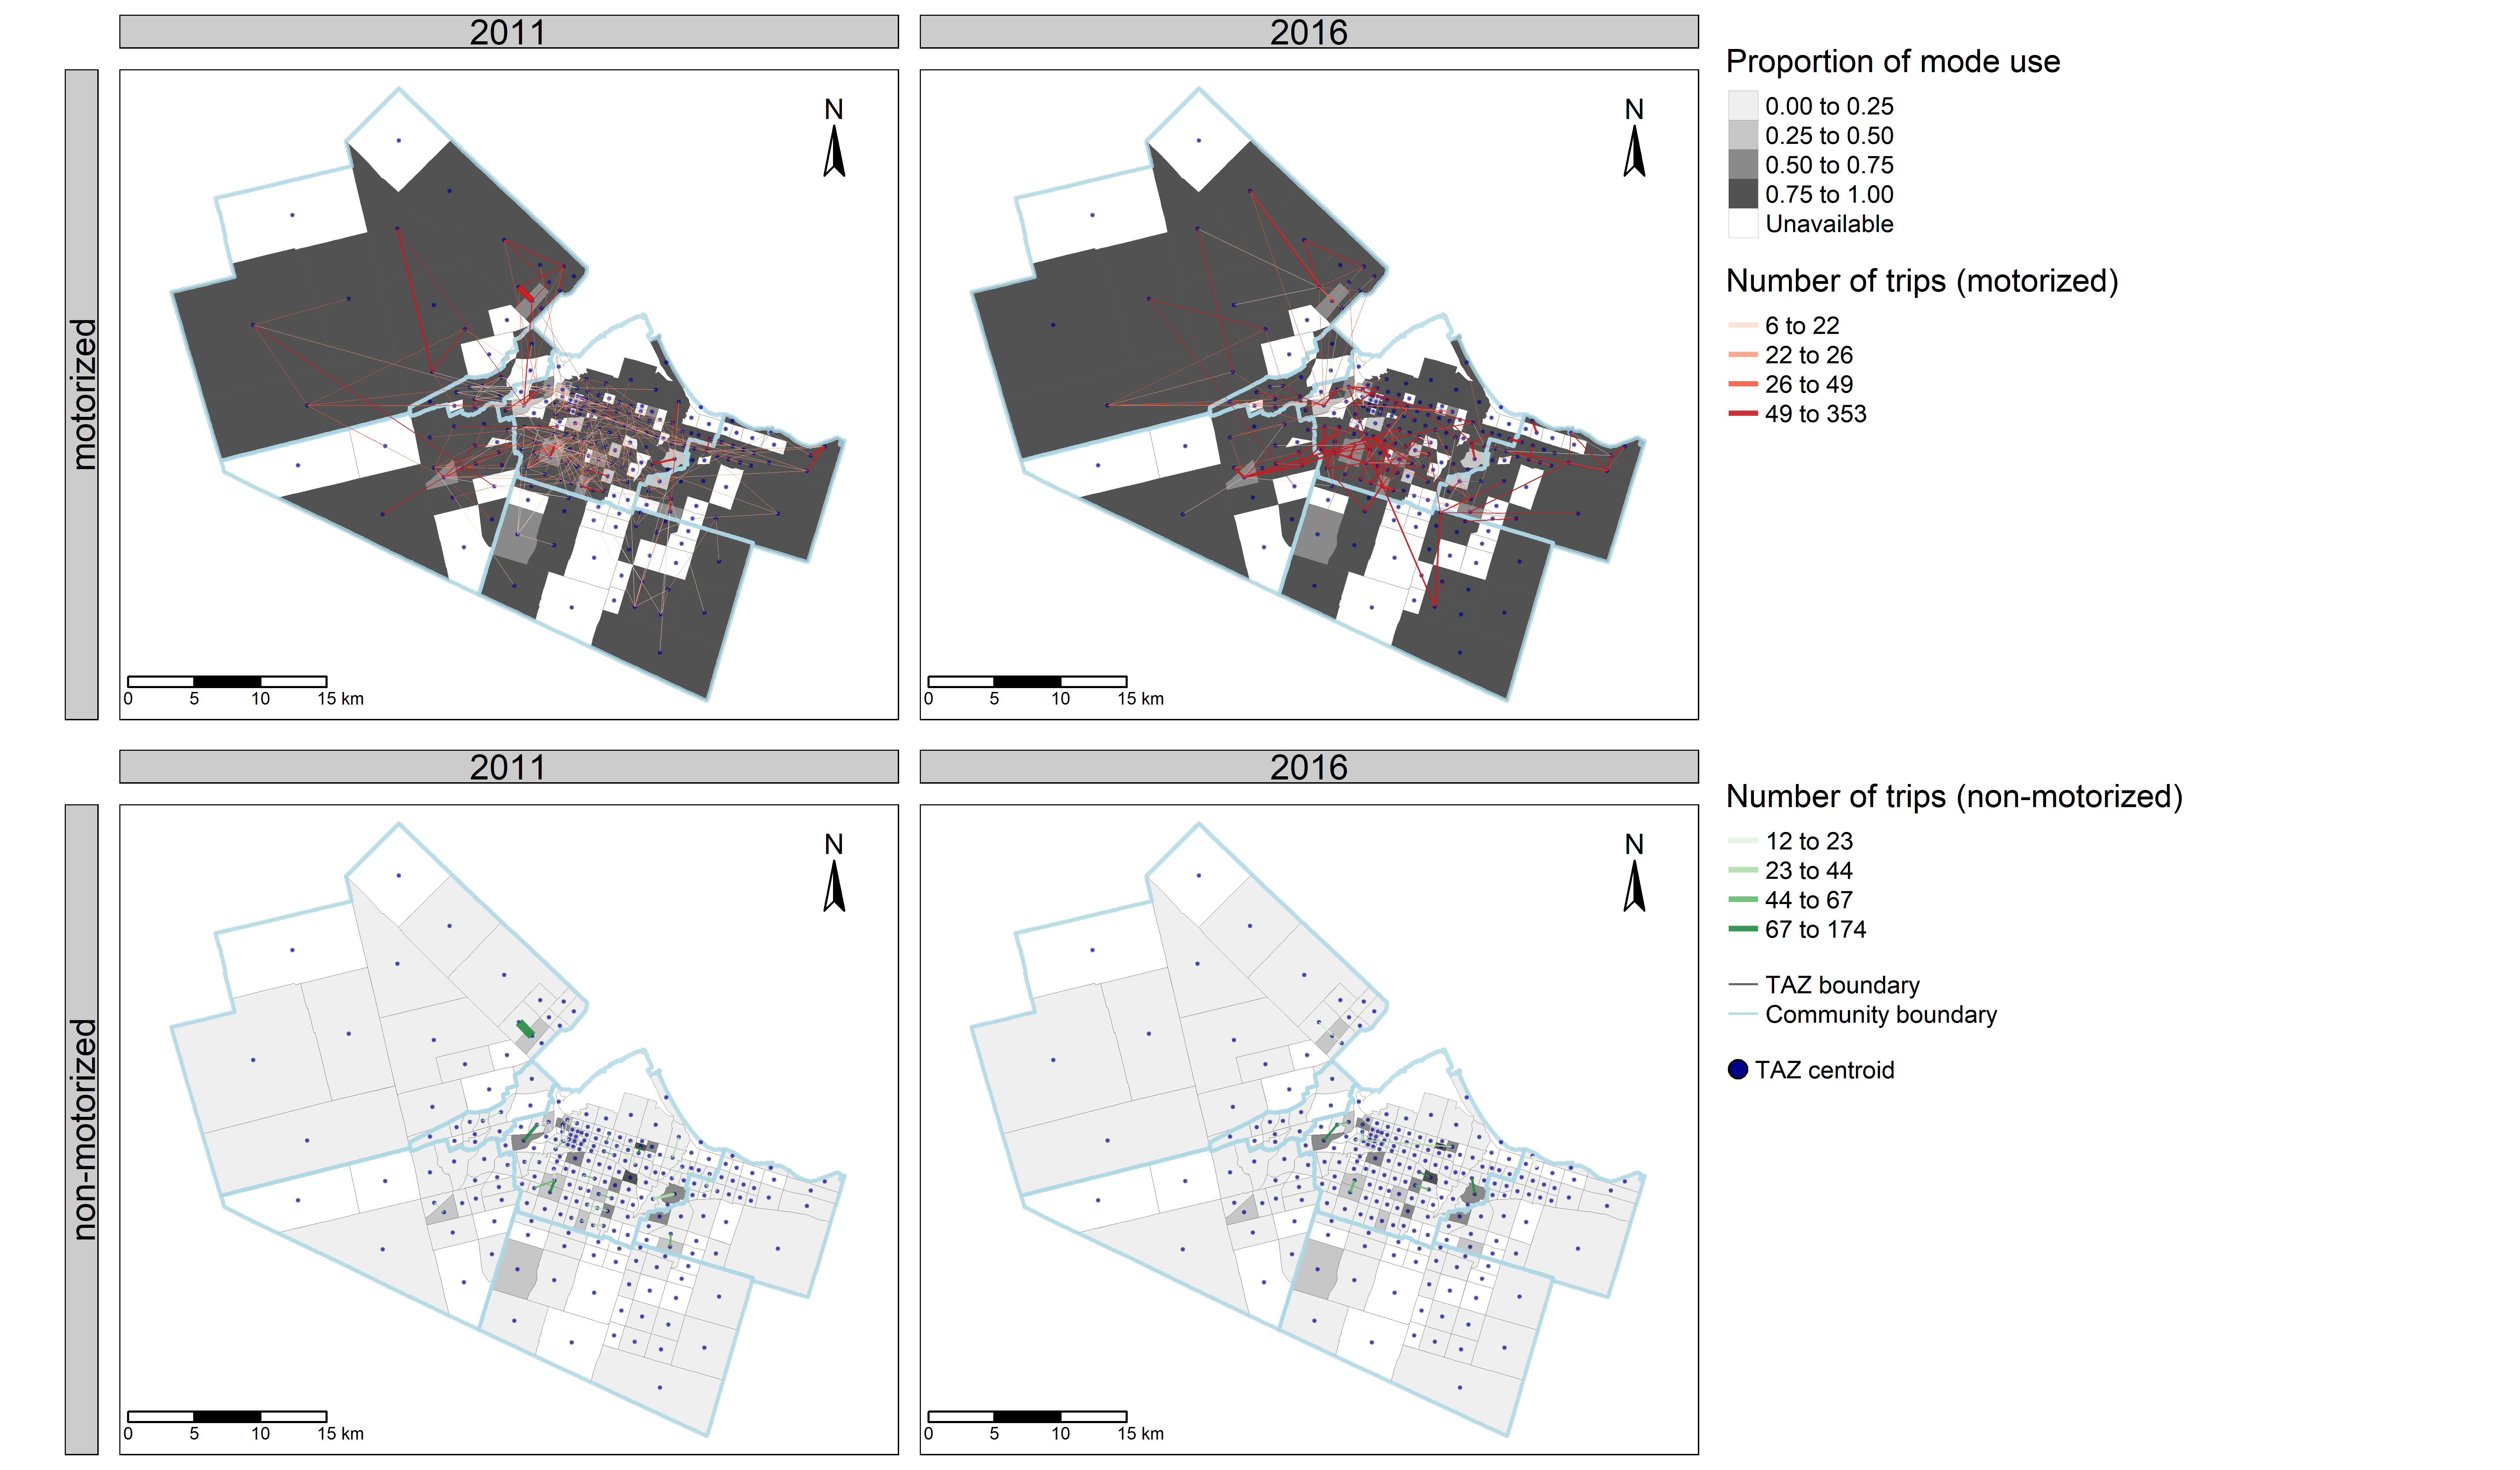 2011
2016
motorized
N
0 5 10 15 km
N
0 5 10 15 km
Proportion of mode use
0.00 to 0.25
0.25 to 0.50
0.50 to 0.75
0.75 to 1.00
Unavailable
Number of trips (motorized)
6 to 22
22 to 26
26 to 49
49 to 353
2011
2016
non-motorized
N
0 5 10 15 km
N
0 5 10 15 km
Number of trips (non-motorized)
12 to 23
23 to 44
44 to 67
67 to 174
TAZ boundary
Community boundary
TAZ centroid